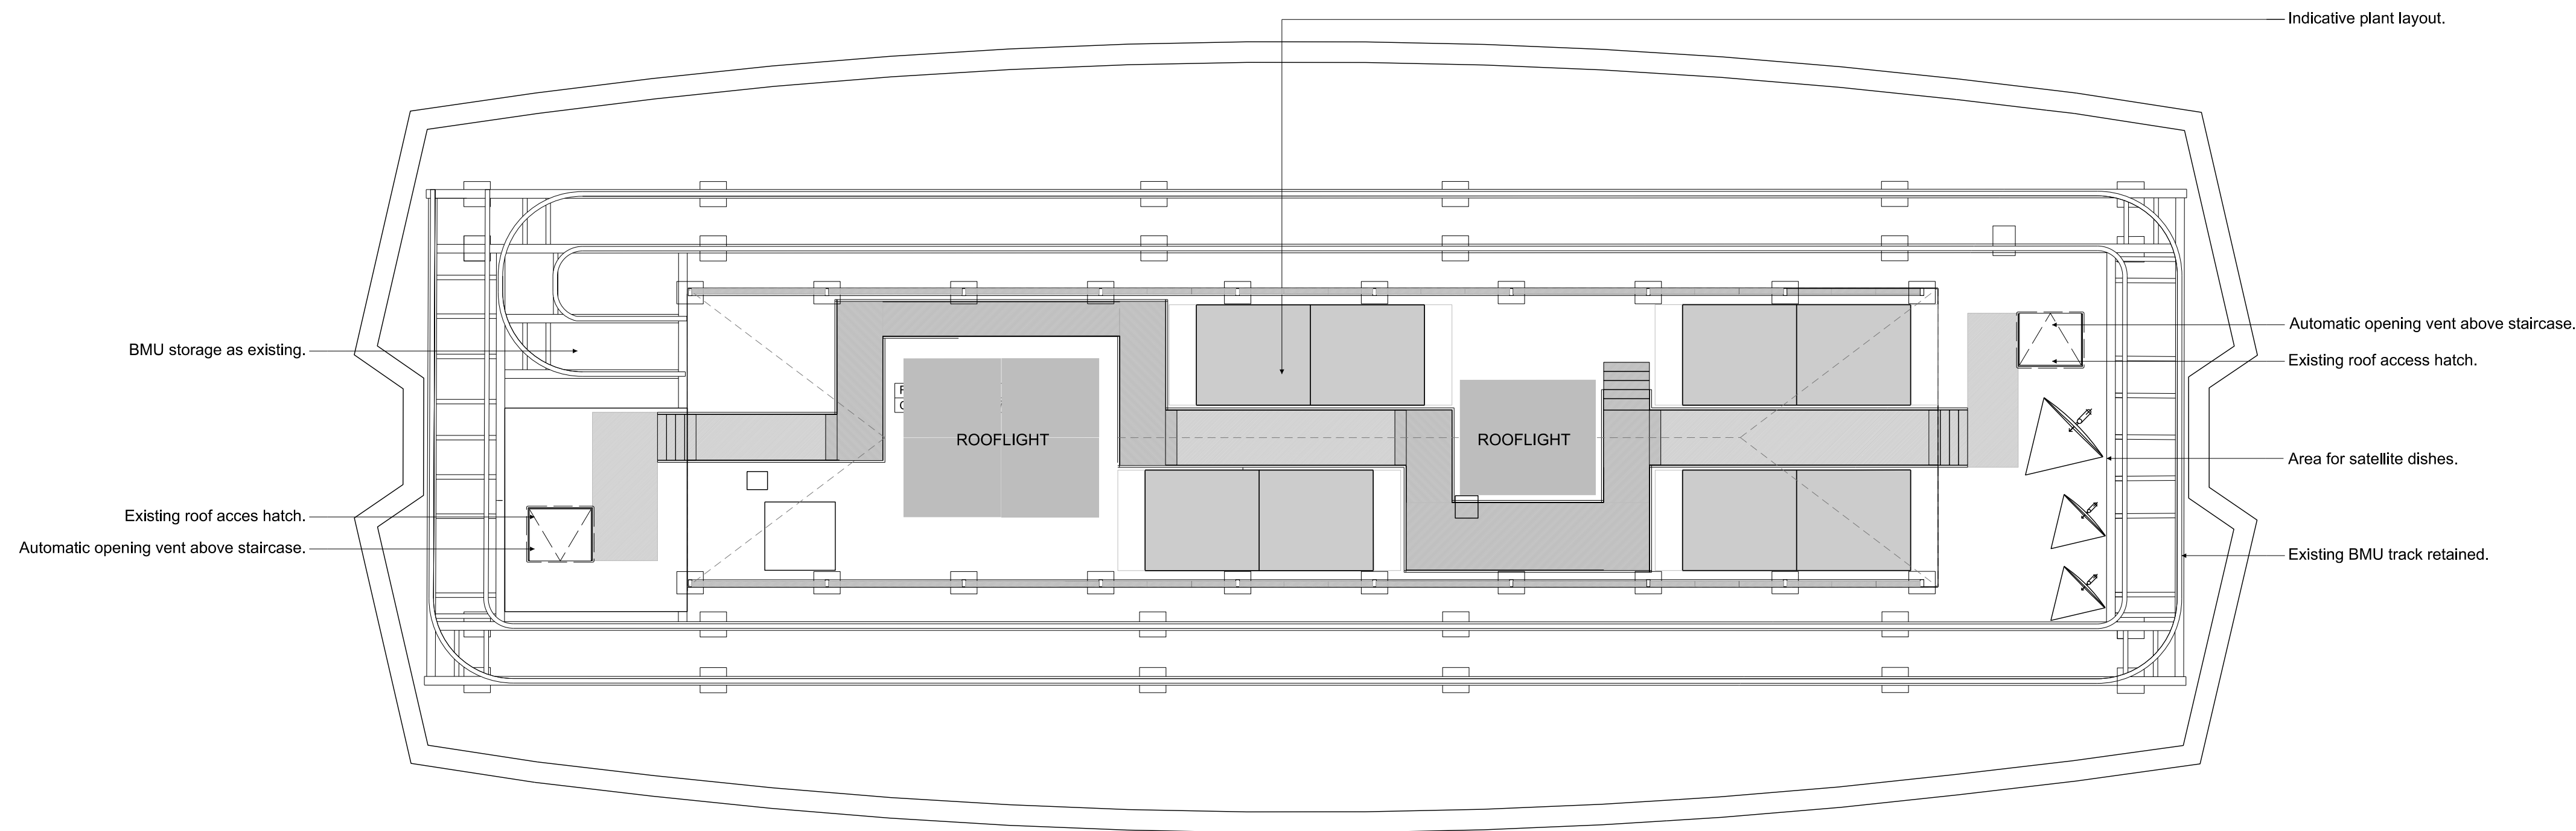 Indicative plant layout.
Automatic opening vent above staircase.
BMU storage as existing.
Existing roof access hatch.
ROOFLIGHT
ROOFLIGHT
Area for satellite dishes.
Existing roof acces hatch.
Automatic opening vent above staircase.
Existing BMU track retained.